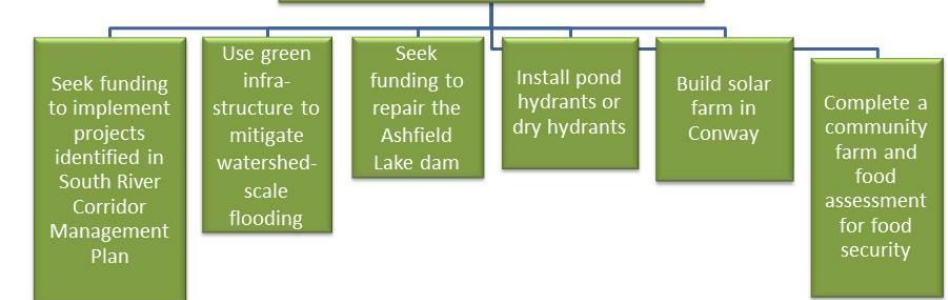 Seek funding
to implement
projects
identified in
South River
Corridor
Management
Plan
Use green
infra-
structure to
mitigate
watershed-
scale
flooding
Seek
funding to
repair the
Ashfield
Lake dam
Install pond
hydrants or
dry hydrants
Build solar
farm in
Conway
Complete a
community
farm and
food
assessment
for food
security